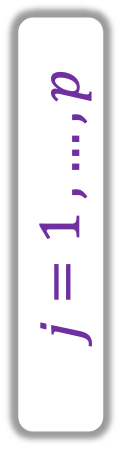 j = 1 , … , p